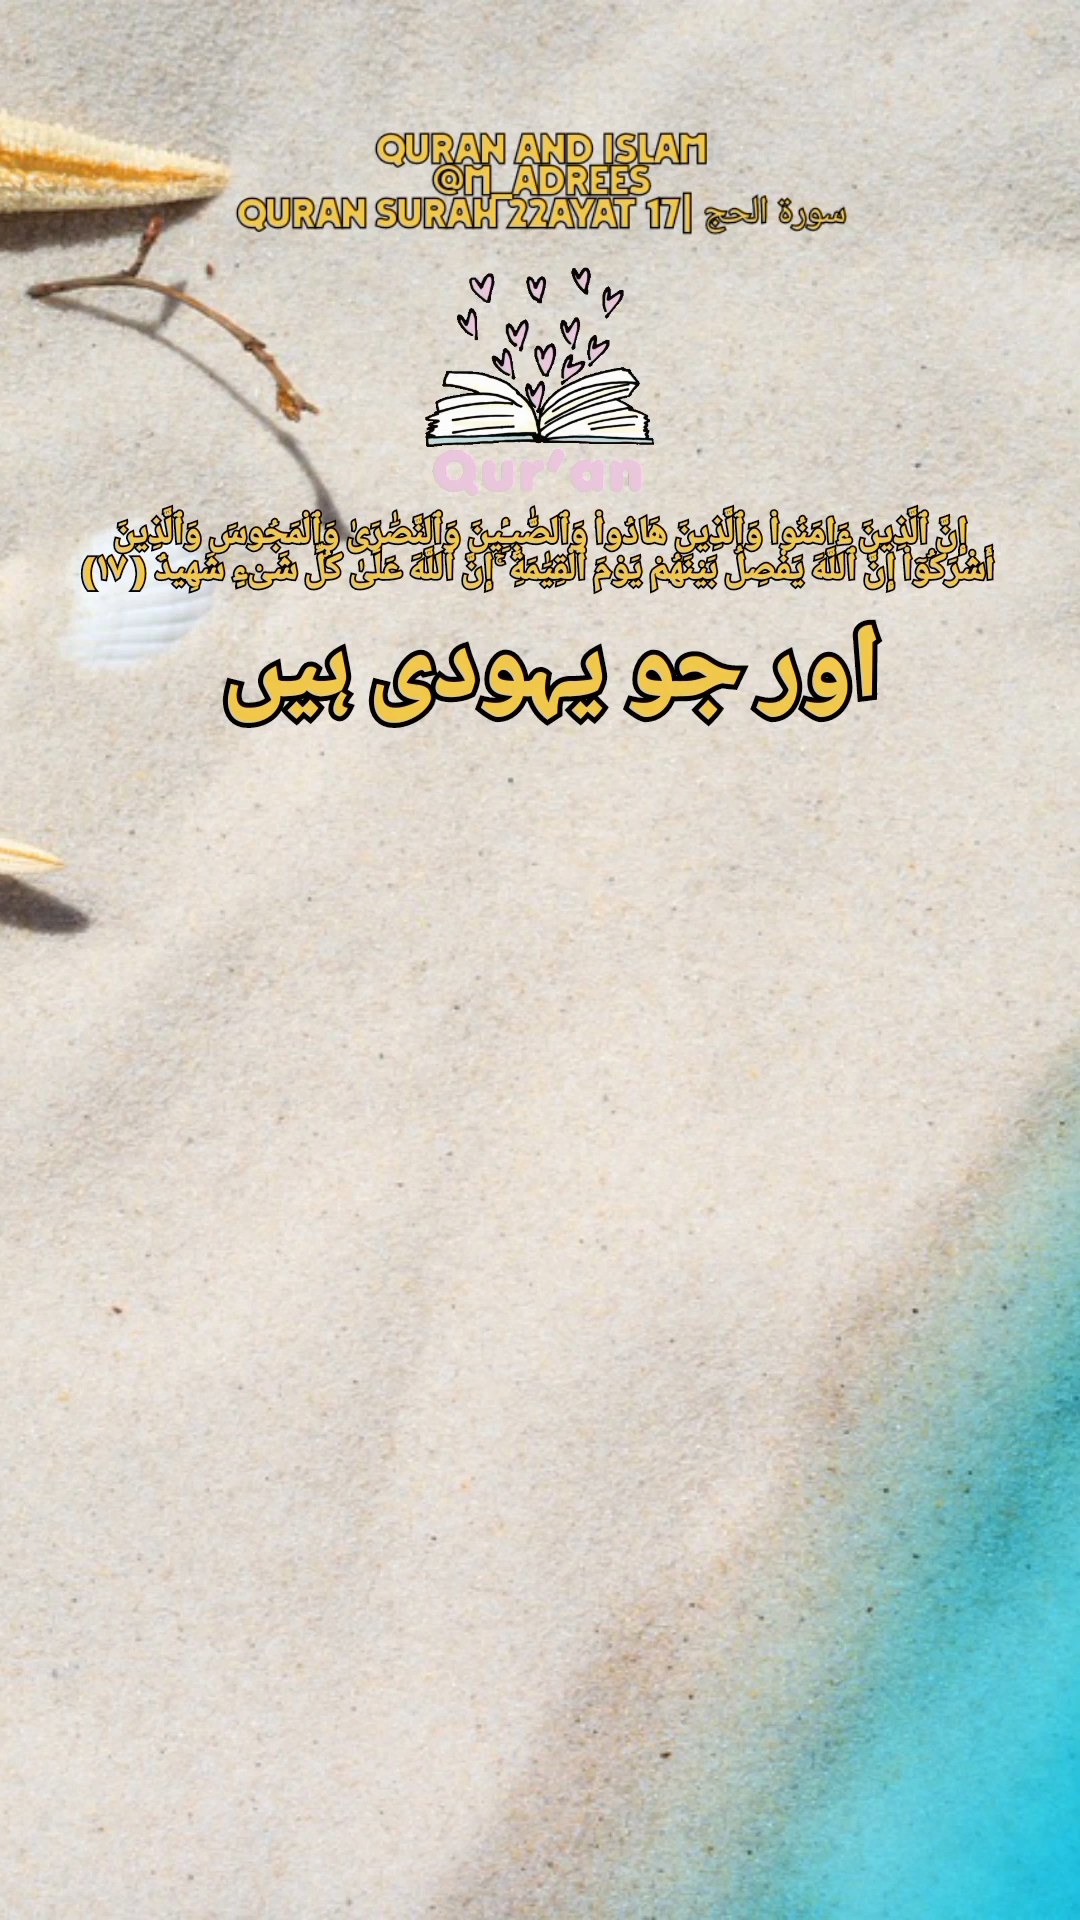 QURAN AND ISLAM
@M_ADREES
QURAN SURAH 22AYAT 17| سورة الحج
Qur'an
إِنَّ ٱلَّذِينَ ءَامَنُوا۟ وَٱلَّذِينَ هَادُوا۟ وَٱلصَّٰبِـِٔينَ وَٱلنَّصَٰرَىٰ وَٱلْمَجُوسَ وَٱلَّذِينَ
أَشْرَكُوٓا۟ إِنَّ ٱللَّهَ يَفْصِلُ بَيْنَهُمْ يَوْمَ ٱلْقِيَٰمَةِ ۚ إِنَّ ٱللَّهَ عَلَىٰ كُلِّ شَىْءٍ شَهِيدٌ (١٧)
اور جو یہودی ہیں